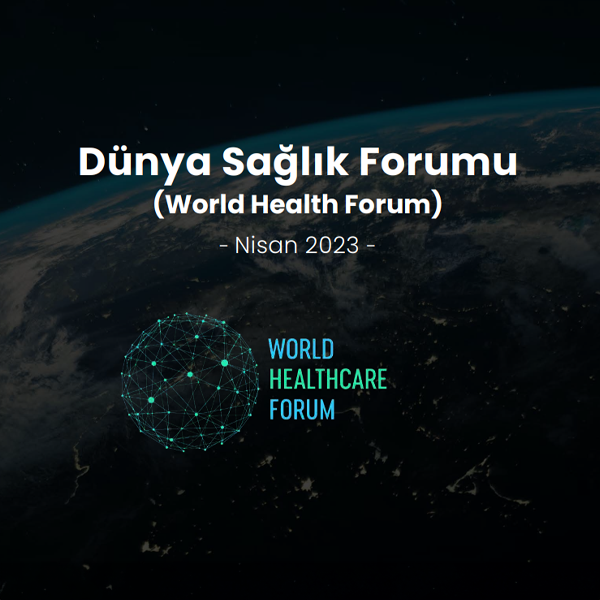 Dünya Sağlık Forumu
(World Health Forum)
- Nisan 2023 -
WORLD
HEALTHCARE
FORUM